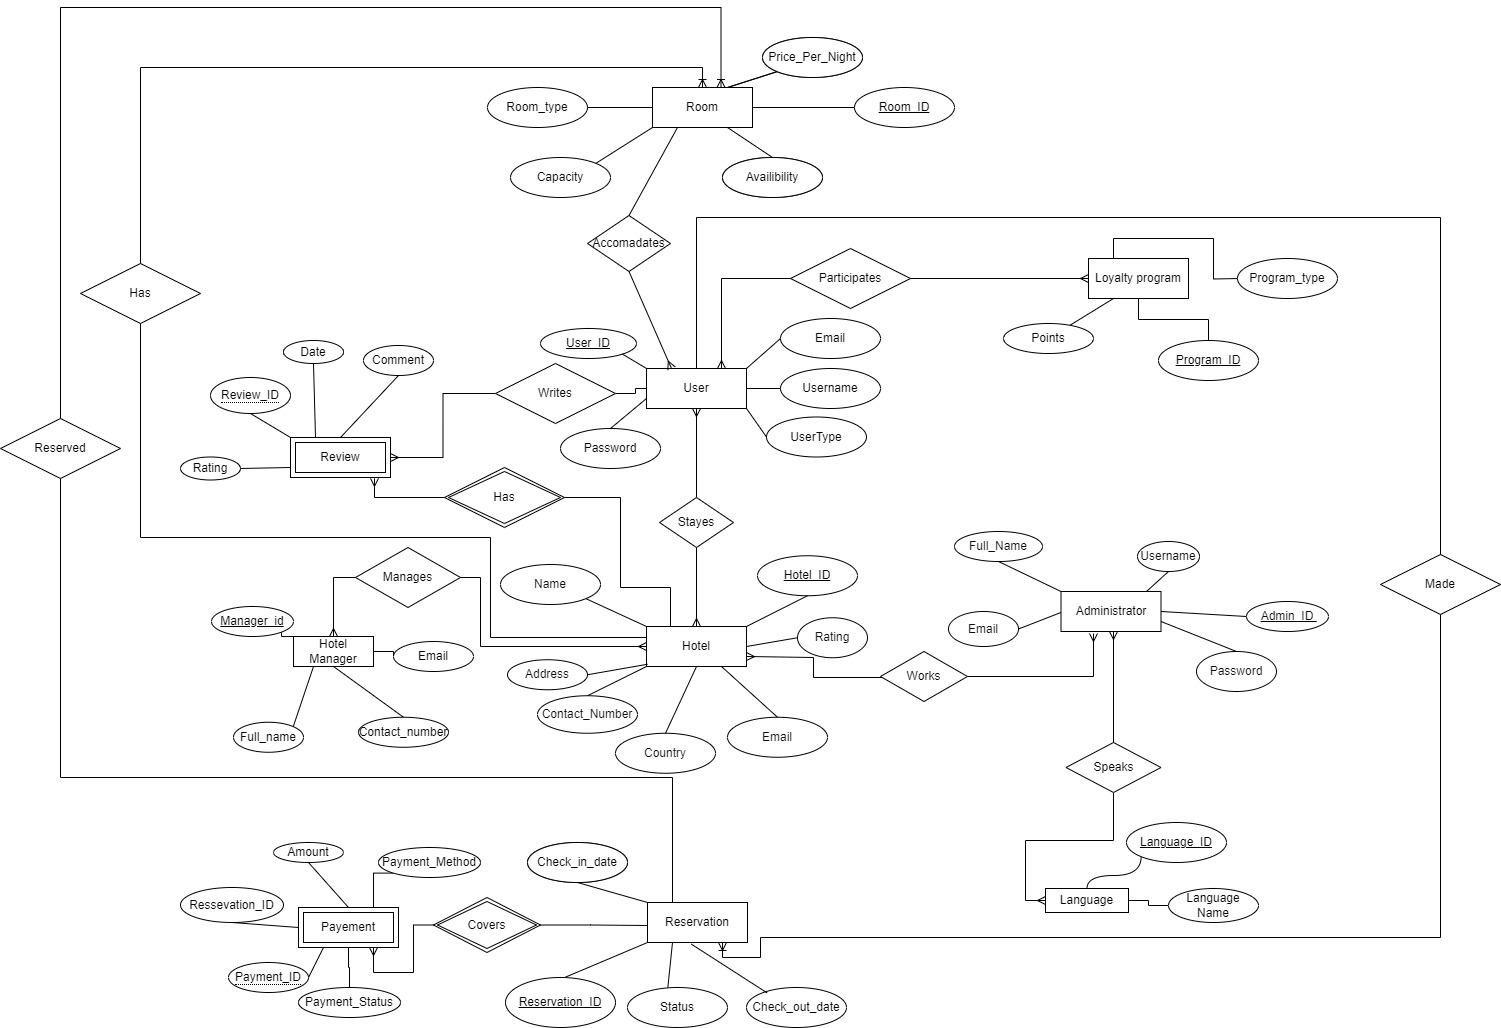 Price_Per_Night
Room_type
Room
Room_ID
Capacity
Availibility
Accomadates
Has
Participates
Loyalty program
Program_type
Points
Program_ID
User_ID
Email
Date
Comment
Review_ID
Writes
User
Username
Password
UserType
Reserved
Review
Rating
Has
Stayes
Full_Name
Username
Manages
Name
Hotel_ID
Made
Administrator
Admin_ID
Manager_id
Email
Rating
Hotel
Manager
Email
Hotel
Address
Works
Password
Contact_Number
Full_name
Contact_number
Country
Email
Speaks
Language_ID
Amount
Payment_Method
Check_in_date
Language
Language
Name
Ressevation_ID
Payement
Covers
Reservation
Payment_ID
Payment_Status
Reservation_ID
Status
Check_out_date